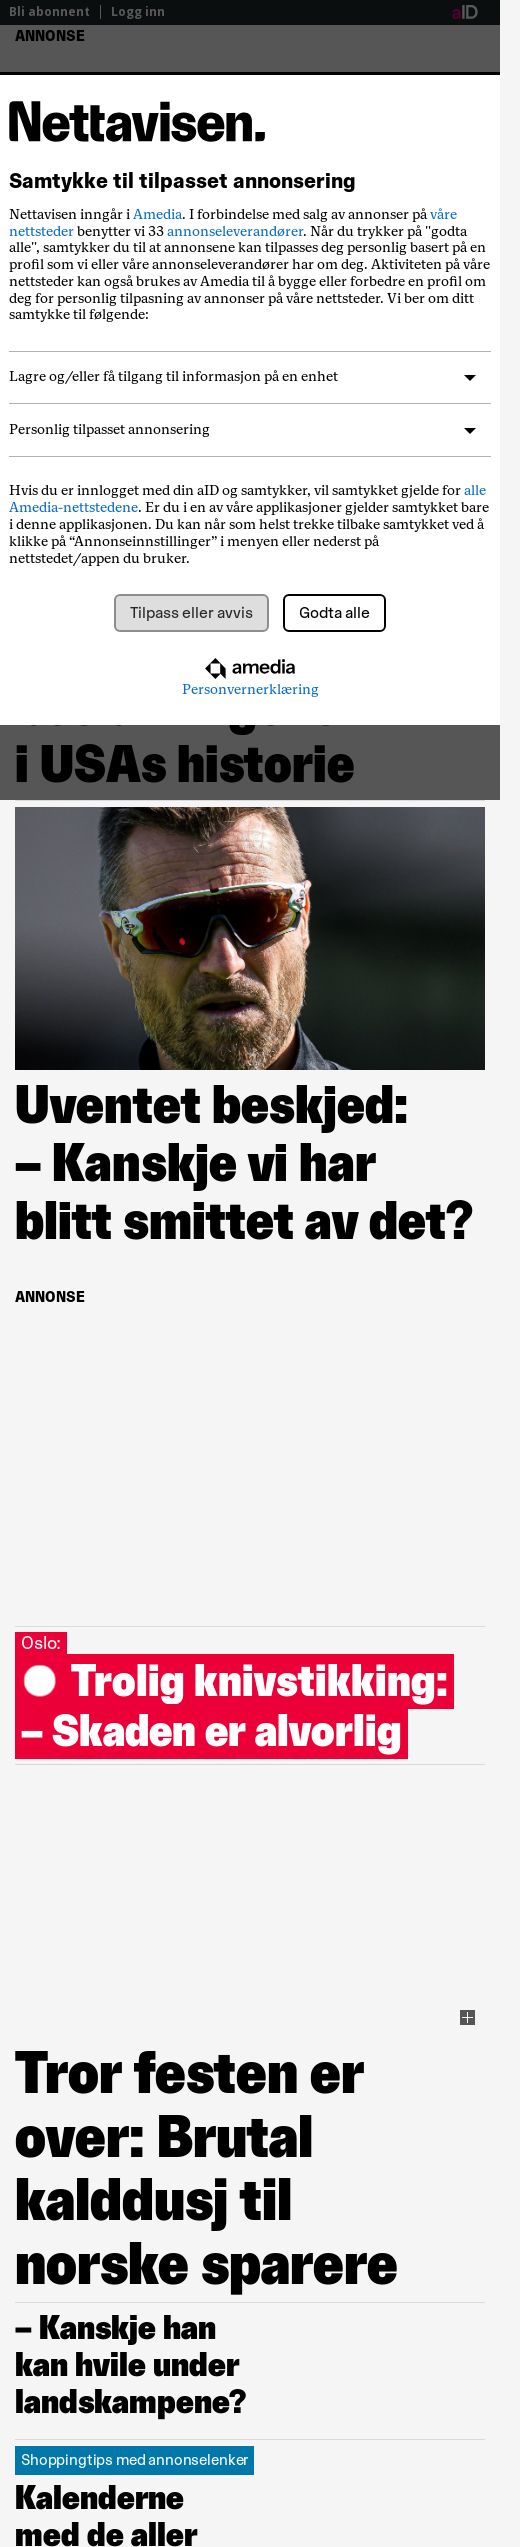 Bli abonnent | Logg inn
aID
ANNONSE
Nettavisen.
Samtykke til tilpasset annonsering
Nettavisen inngår i Amedia. I forbindelse med salg av annonser på våre
nettsteder benytter vi 33 annonseleverandører. Når du trykker på "godta
alle", samtykker du til at annonsene kan tilpasses deg personlig basert på en
profil som vi eller våre annonseleverandører har om deg. Aktiviteten på våre
nettsteder kan også brukes av Amedia til å bygge eller forbedre en profil om
deg for personlig tilpasning av annonser på våre nettsteder. Vi ber om ditt
samtykke til følgende:
Lagre og/eller få tilgang til informasjon på en enhet
Personlig tilpasset annonsering
Hvis du er innlogget med din aID og samtykker, vil samtykket gjelde for alle
Amedia-nettstedene. Er du i en av våre applikasjoner gjelder samtykket bare
i denne applikasjonen. Du kan når som helst trekke tilbake samtykket ved å
klikke på “Annonseinnstillinger” i menyen eller nederst på
nettstedet/appen du bruker.
Tilpass eller avvis
Godta alle
amedia
Personvernerklæring
i USAs historie
Uventet beskjed:
– Kanskje vi har
blitt smittet av det?
ANNONSE
Oslo:
Trolig knivstikking:
– Skaden er alvorlig
Tror festen er
over: Brutal
kalddusj til
norske sparere
– Kanskje han
kan hvile under
landskampene?
Shoppingtips med annonselenker
Kalenderne
med de aller